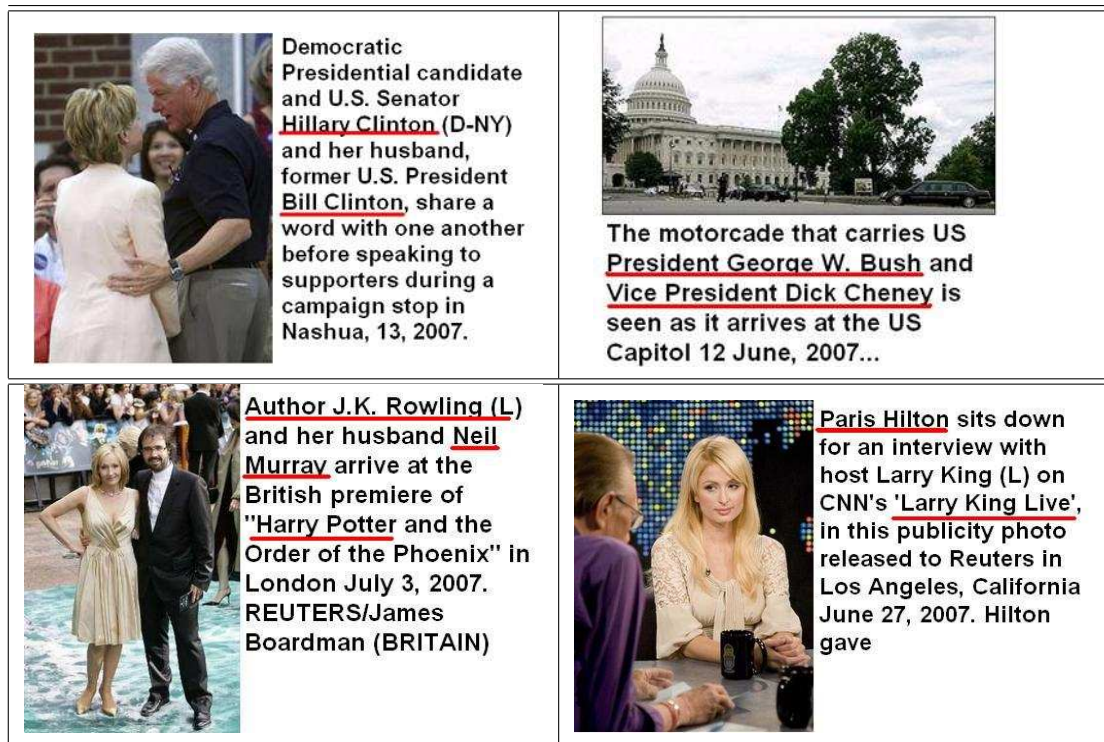 Democratic
Presidential candidate
and U.S. Senator
Hillary Clinton (D-NY)
and her husband,
former U.S. President
Bill Clinton, share a
word with one another
before speaking to
supporters during a
campaign stop in
Nashua, 13, 2007.
The motorcade that carries US
President George W. Bush and
Vice President Dick Cheney is
seen as it arrives at the US
Capitol 12 June, 2007...
Author J.K. Rowling (L)
and her husband Neil
Murray arrive at the
British premiere of
"Harry Potter and the
Order of the Phoenix" in
London July 3, 2007.
REUTERS/James
Boardman (BRITAIN)
Paris Hilton sits down
for an interview with
host Larry King (L) on
CNN's 'Larry King Live',
in this publicity photo
released to Reuters in
Los Angeles, California
June 27, 2007. Hilton
gave